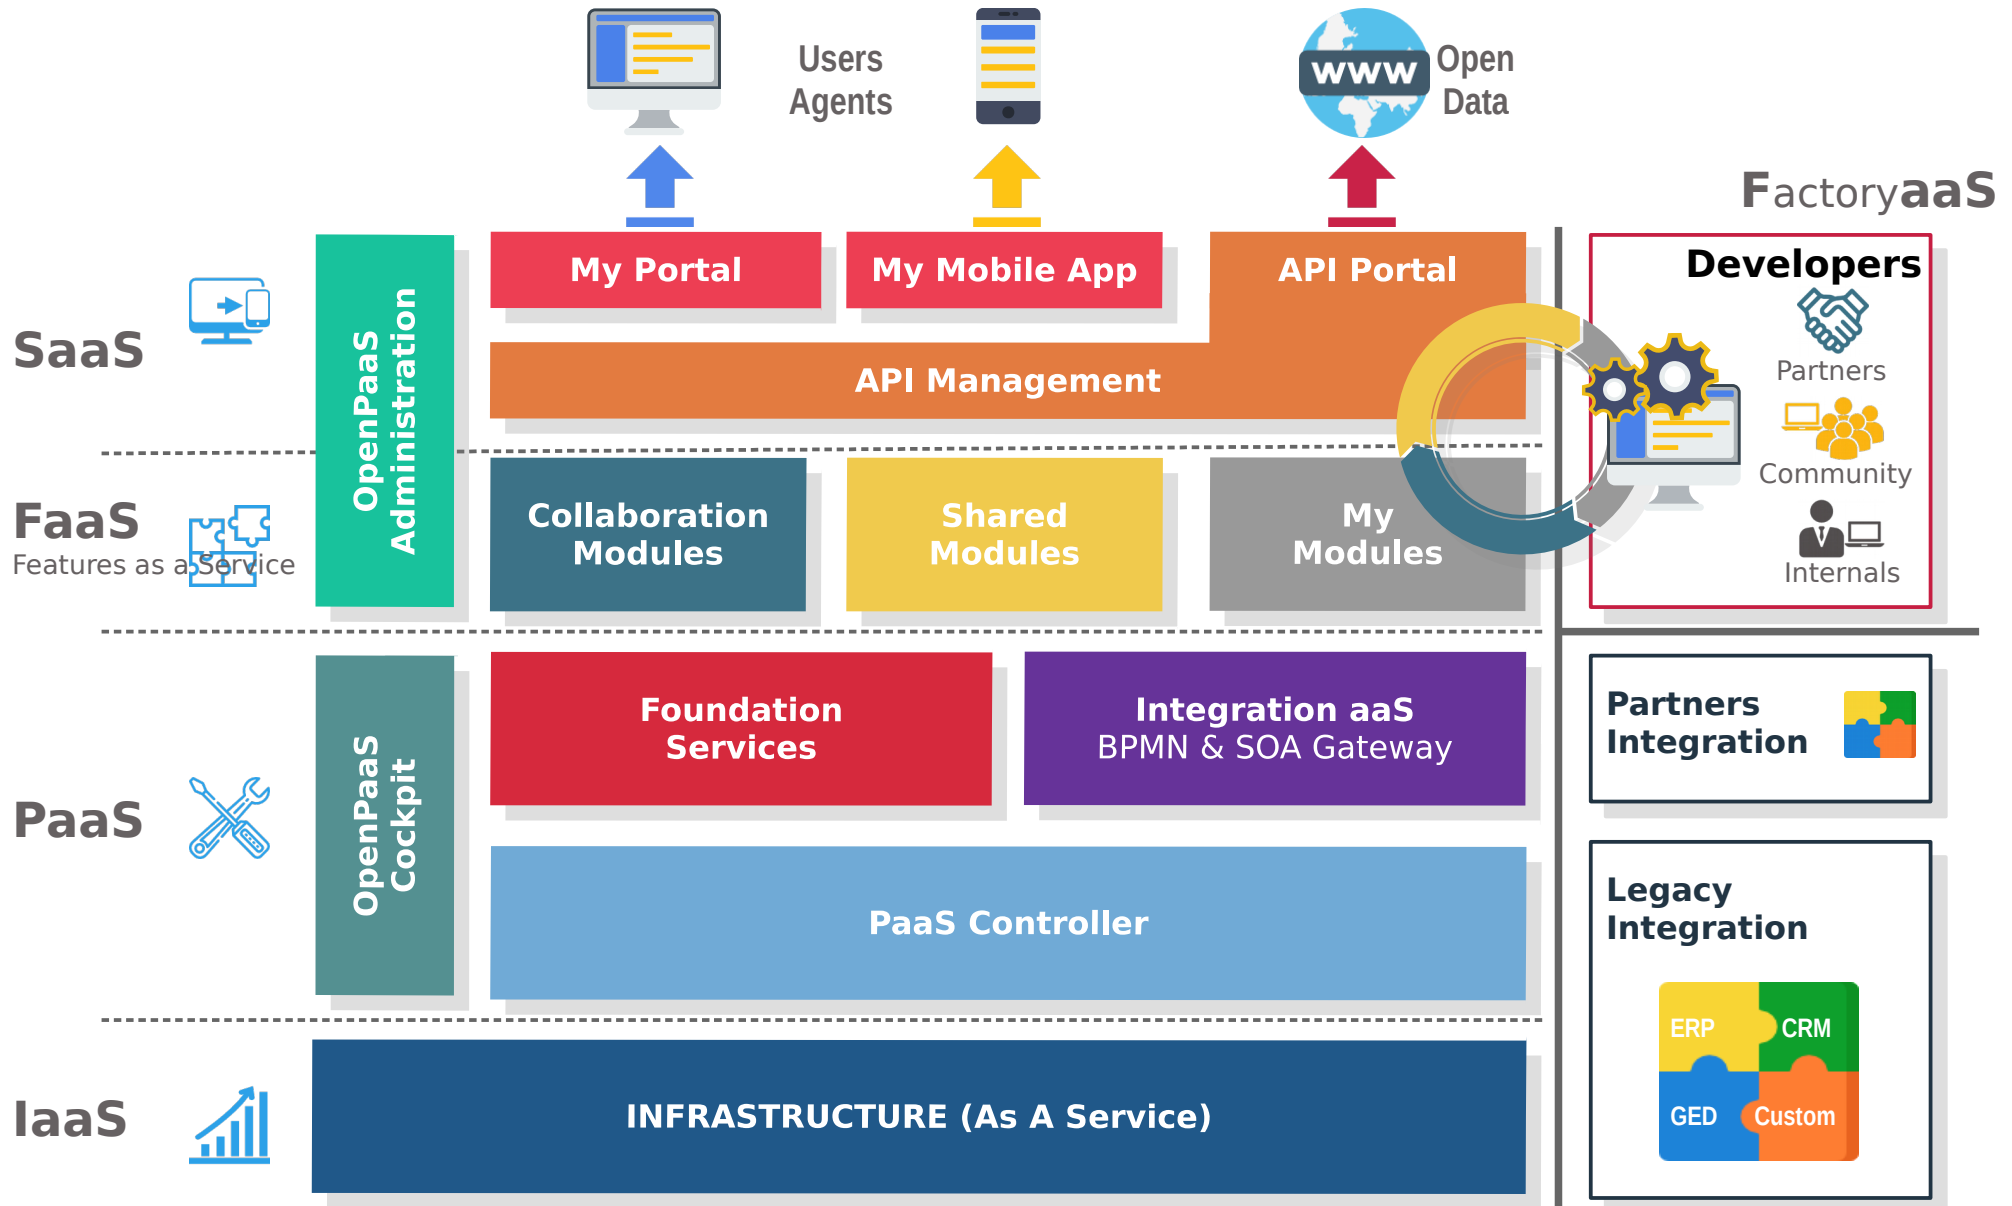 Users
Agents
WWW
Open
Data
FactoryaaS
SaaS
OpenPaaS
Administration
My Portal
My Mobile App
API Portal
API Management
Developers
Partners
Community
Internals
FaaS
Features as a Service
Collaboration
Modules
Shared
Modules
My
Modules
PaaS
OpenPaaS
Cockpit
Foundation
Services
Integration aaS
BPMN & SOA Gateway
PaaS Controller
Partners
Integration
Legacy
Integration
ERP
CRM
GED
Custom
IaaS
INFRASTRUCTURE (As A Service)